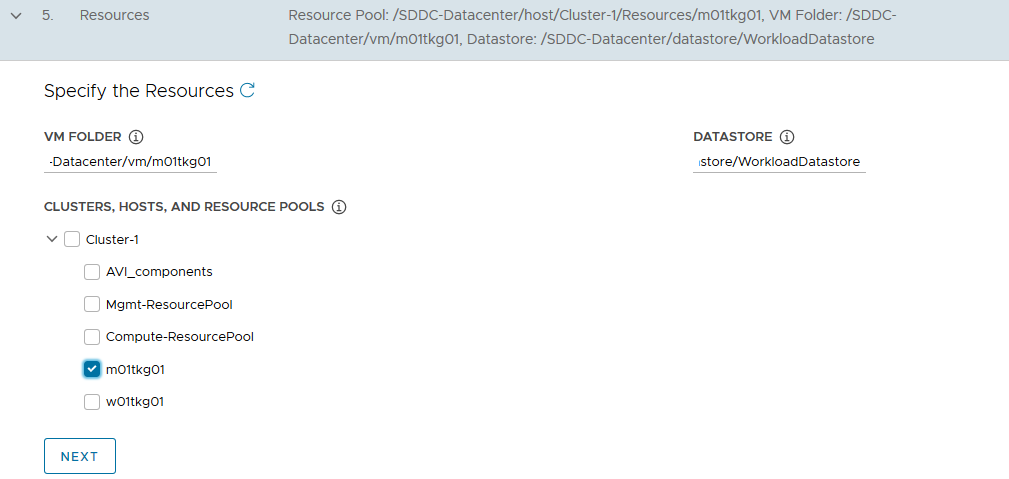 5. Resources Resource Pool: /SDDC-Datacenter/host/Cluster-1/Resources/m01tkg01, VM Folder: /SDDC-
Datacenter/vm/m01tkg01, Datastore: /SDDC-Datacenter/datastore/WorkloadDatastore
Specify the Resources
VM FOLDER DATASTORE
-Datacenter/vm/m01tkg01 store/WorkloadDatastore
CLUSTERS, HOSTS, AND RESOURCE POOLS
Cluster-1
AVI_components
Mgmt-ResourcePool
Compute-ResourcePool
m01tkg01
w01tkg01
NEXT